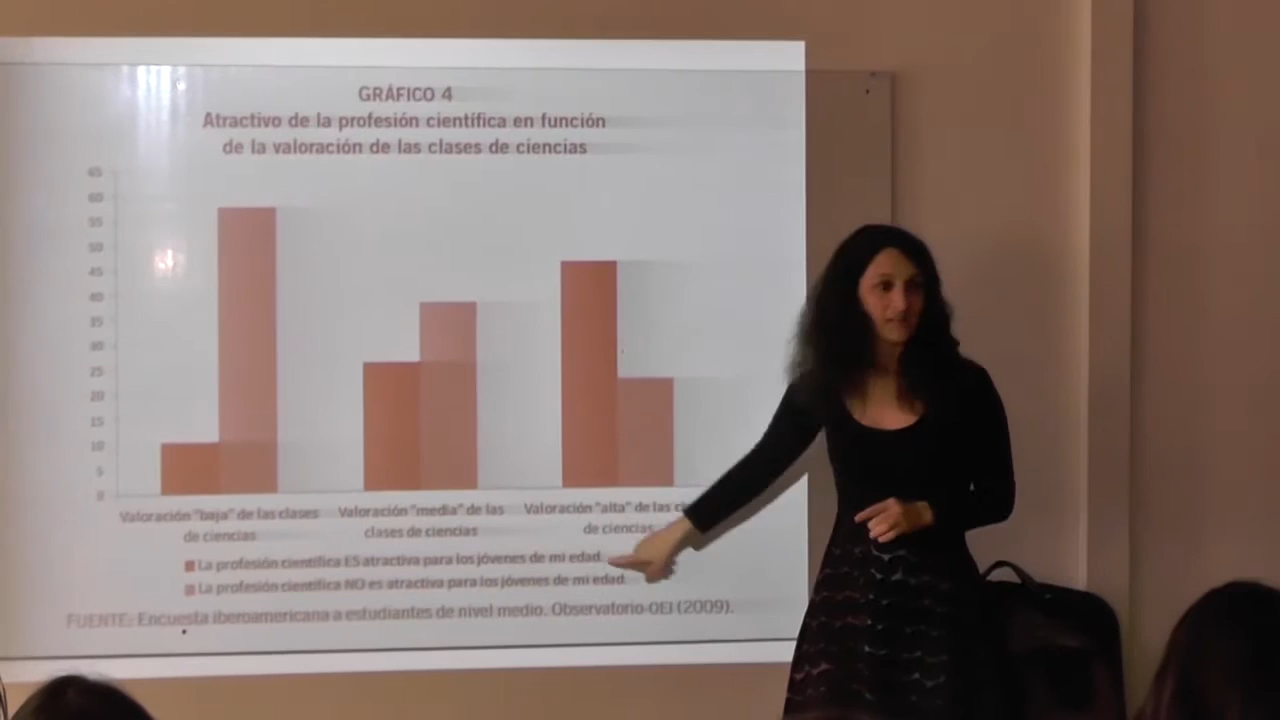 GRÁFICO 4
Atractivo de la profesión científica en función
de la valoración de las clases de ciencias
65
60
55
50
45
40
35
30
25
20
15
10
5
0
Valoración "baja" de las clases
de ciencias
Valoración "media" de las
clases de ciencias
Valoración "alta" de las
de ciencias
La profesión científica ES atractiva para los jóvenes de mi edad.
La profesión científica NO es atractiva para los jóvenes de mi edad.
FUENTE: Encuesta iberoamericana a estudiantes de nivel medio. Observatorio-OEI (2009).